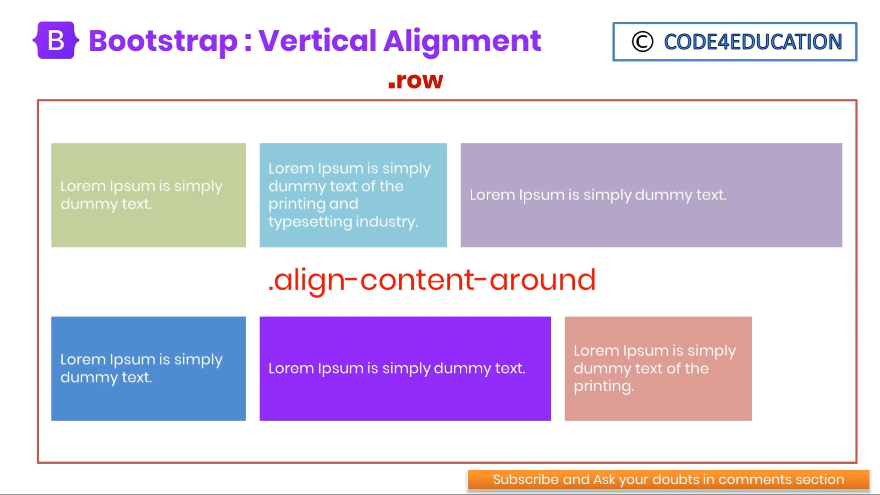 B Bootstrap : Vertical Alignment
© CODE4EDUCATION
.row
Lorem Ipsum is simply
dummy text.
Lorem Ipsum is simply
dummy text of the
printing and
typesetting industry.
Lorem Ipsum is simply dummy text.
.align-content-around
Lorem Ipsum is simply
dummy text.
Lorem Ipsum is simply dummy text.
Lorem Ipsum is simply
dummy text of the
printing.
Subscribe and Ask your doubts in comments section